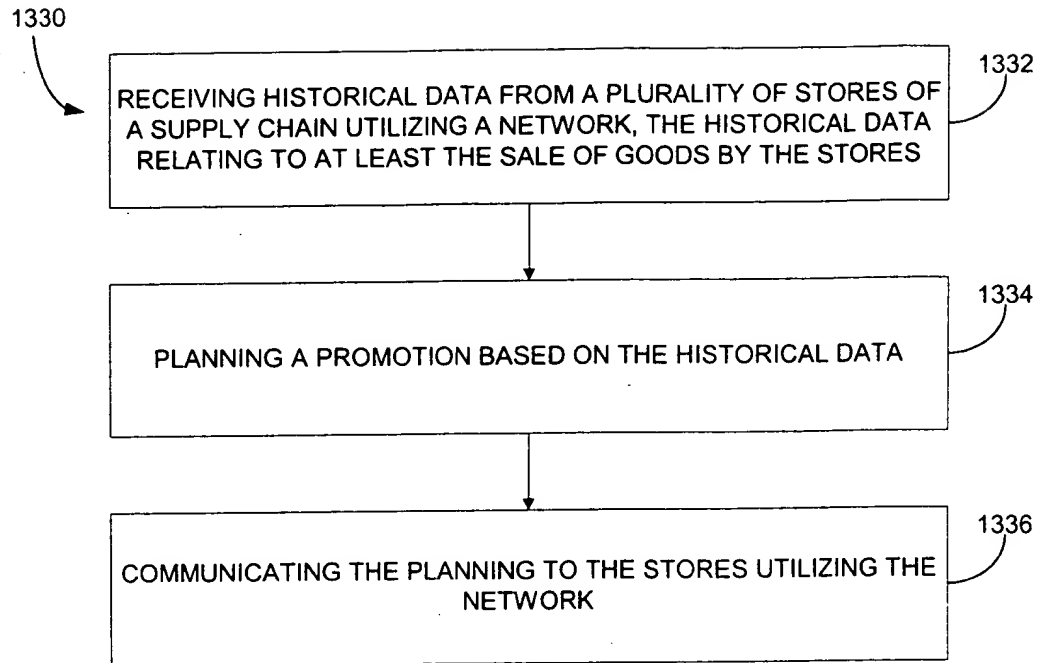 1330
1332
RECEIVING HISTORICAL DATA FROM A PLURALITY OF STORES OF
A SUPPLY CHAIN UTILIZING A NETWORK, THE HISTORICAL DATA
RELATING TO AT LEAST THE SALE OF GOODS BY THE STORES
1334
PLANNING A PROMOTION BASED ON THE HISTORICAL DATA
1336
COMMUNICATING THE PLANNING TO THE STORES UTILIZING THE
NETWORK